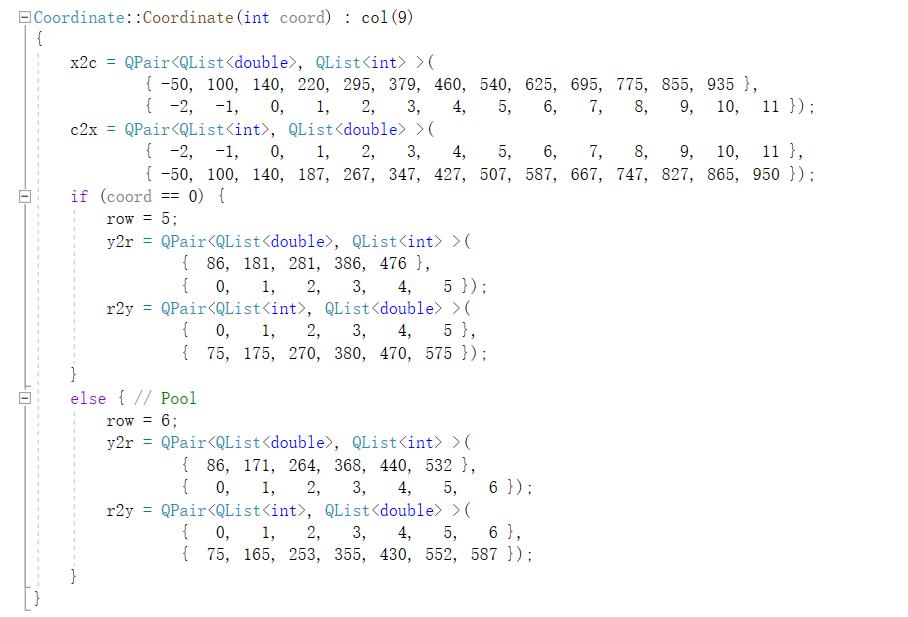 Coordinate::Coordinate(int coord) : col(9)
{
    x2c = QPair<QList<double>, QList<int> >(
            { -50, 100, 140, 220, 295, 379, 460, 540, 625, 695, 775, 855, 935 },
            {  -2,  -1,   0,   1,   2,   3,   4,   5,   6,   7,   8,   9,  10,  11 });
    c2x = QPair<QList<int>, QList<double> >(
            {  -2,  -1,   0,   1,   2,   3,   4,   5,   6,   7,   8,   9,  10,  11 },
            { -50, 100, 140, 187, 267, 347, 427, 507, 587, 667, 747, 827, 865, 950 });
    if (coord == 0) {
        row = 5;
        y2r = QPair<QList<double>, QList<int> >(
                {  86, 181, 281, 386, 476 },
                {   0,   1,   2,   3,   4,   5 });
        r2y = QPair<QList<int>, QList<double> >(
                {   0,   1,   2,   3,   4,   5 },
                {  75, 175, 270, 380, 470, 575 });
    }
    else { // Pool
        row = 6;
        y2r = QPair<QList<double>, QList<int> >(
                {  86, 171, 264, 368, 440, 532 },
                {   0,   1,   2,   3,   4,   5,   6 });
        r2y = QPair<QList<int>, QList<double> >(
                {   0,   1,   2,   3,   4,   5,   6 },
                {  75, 165, 253, 355, 430, 552, 587 });
    }
}